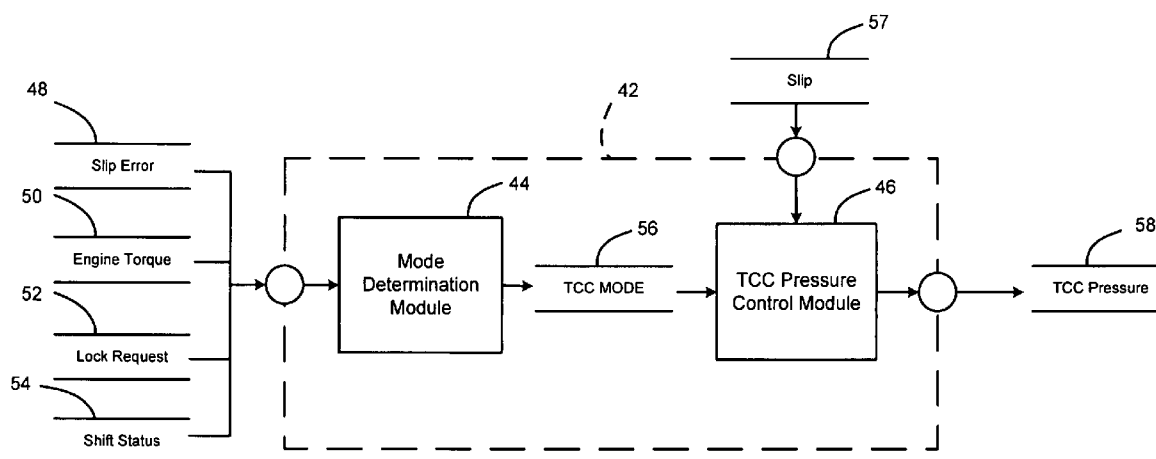 57
Slip
48
42
Slip Error
44
46
50
56
58
Engine Torque
Mode
Determination
Module
TCC MODE
TCC Pressure
Control Module
TCC Pressure
52
Lock Request
54
Shift Status